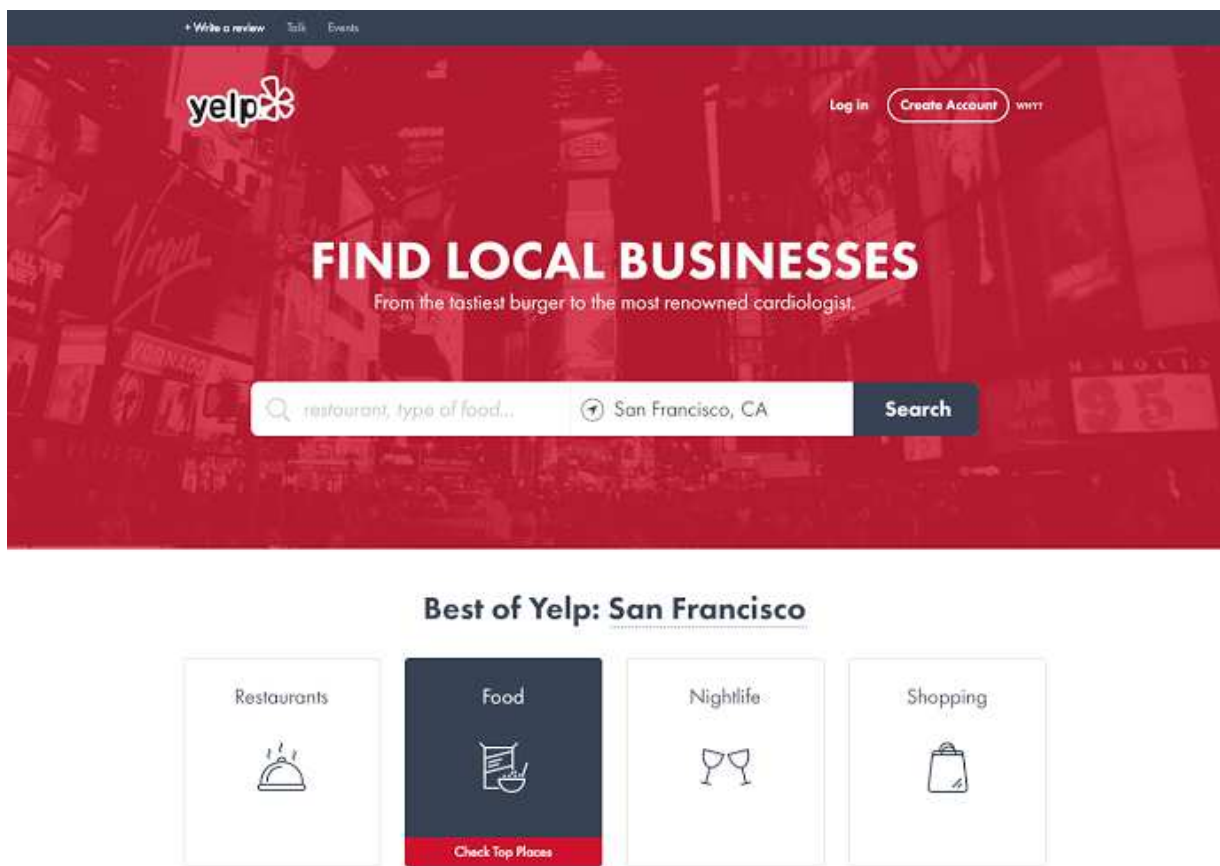 + Write a review Talk Events
yelp
Log in Create Account WHY?
FIND LOCAL BUSINESSES
From the tastiest burger to the most renowned cardiologist.
restaurant, type of food... San Francisco, CA Search
Best of Yelp: San Francisco
Restaurants Food Nightlife Shopping
Check Top Places